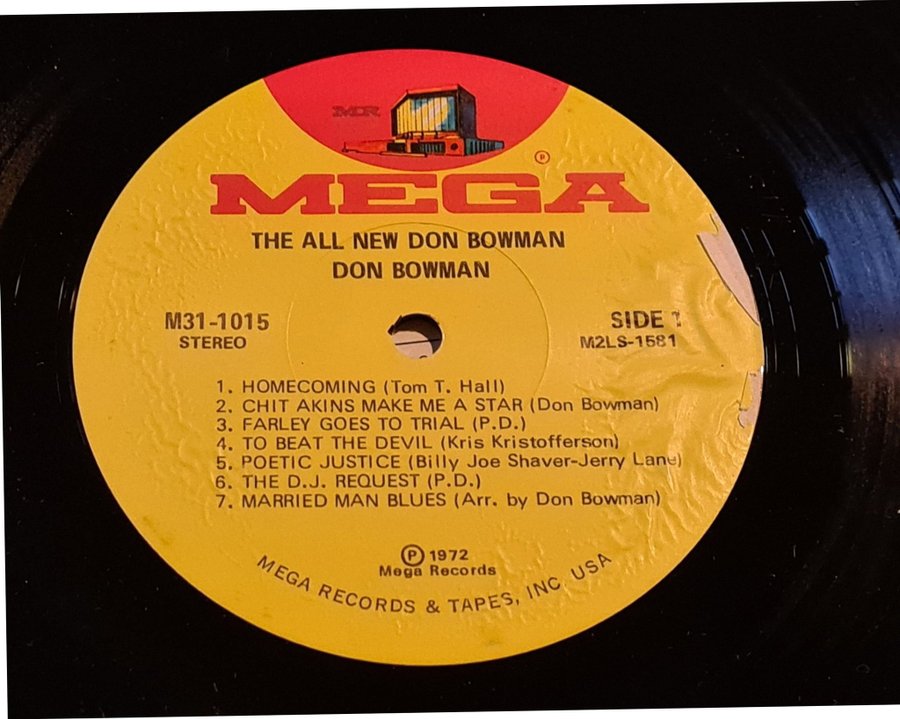 MR
℗
MEGA
THE ALL NEW DON BOWMAN
DON BOWMAN
M31-1015
STEREO
SIDE 1
M2LS-1581
1. HOMECOMING (Tom T. Hall)
2. CHIT AKINS MAKE ME A STAR (Don Bowman)
3. FARLEY GOES TO TRIAL (P.D.)
4. TO BEAT THE DEVIL (Kris Kristofferson)
5. POETIC JUSTICE (Billy Joe Shaver-Jerry Lane)
6. THE D.J. REQUEST (P.D.)
7. MARRIED MAN BLUES (Arr. by Don Bowman)
℗ 1972
Mega Records
MEGA RECORDS & TAPES, INC. USA